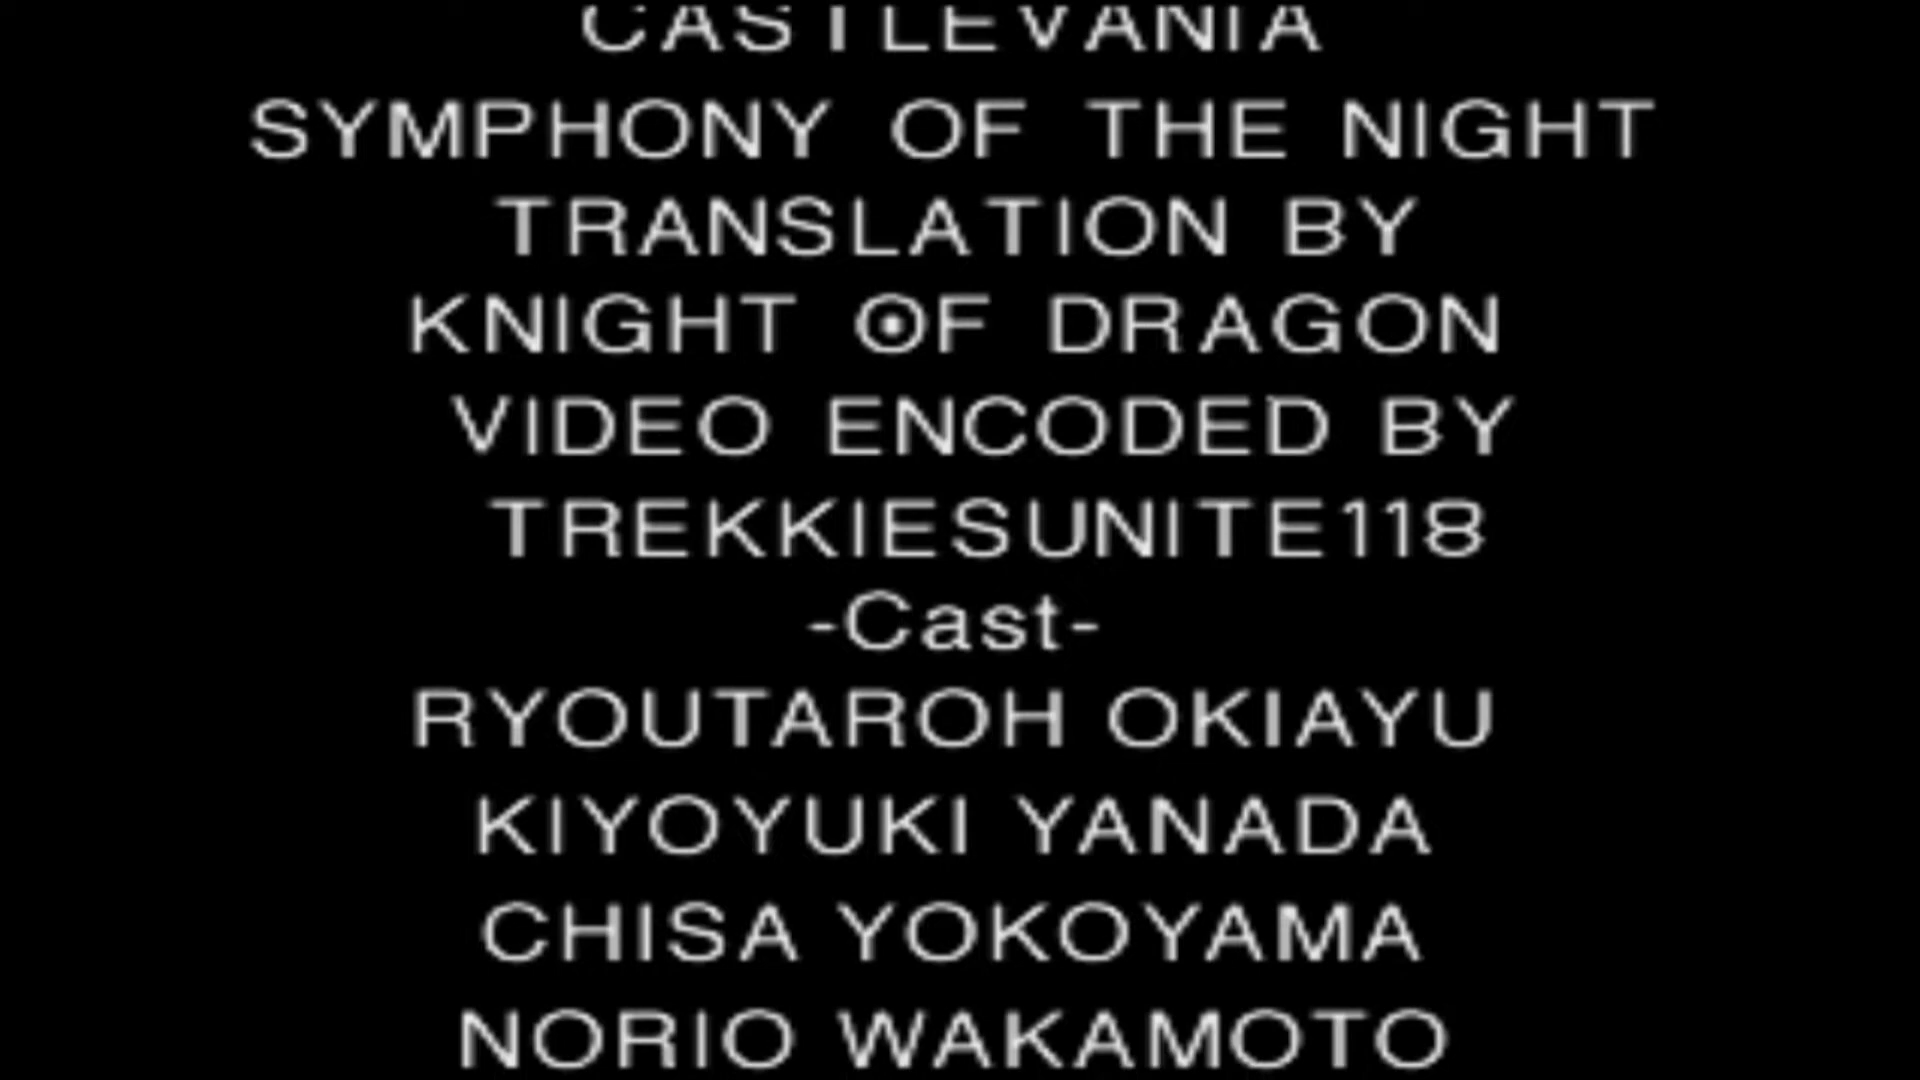 CASTLEVANIA
SYMPHONY OF THE NIGHT
TRANSLATION BY
KNIGHT OF DRAGON
VIDEO ENCODED BY
TREKKIESUNITE118
-Cast-
RYOUTAROH OKIAYU
KIYOYUKI YANADA
CHISA YOKOYAMA
NORIO WAKAMOTO